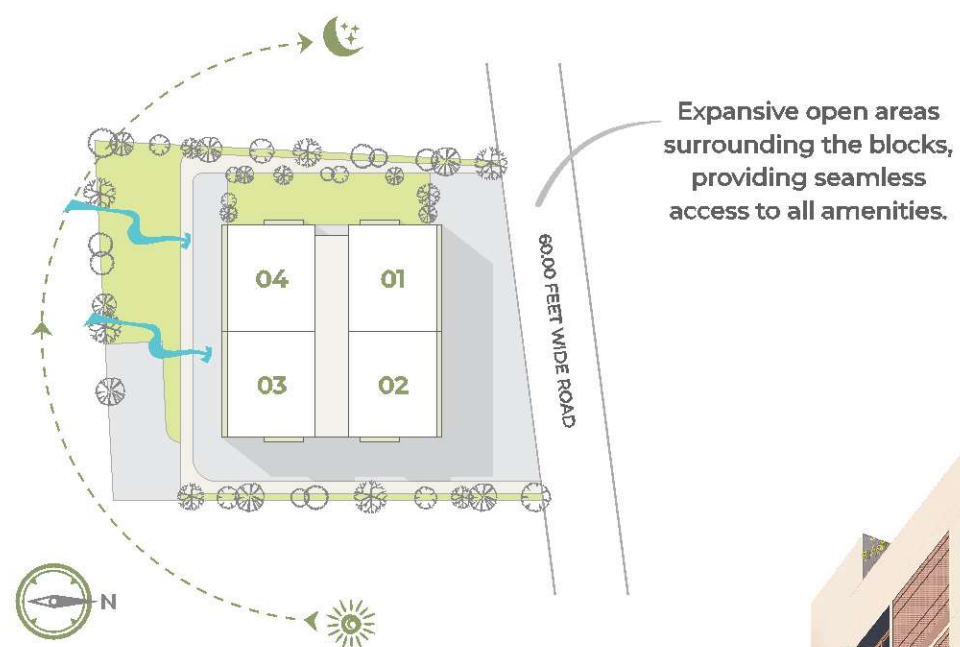 Expansive open areas
surrounding the blocks,
providing seamless
access to all amenities.
04
01
60.00 FEET WIDE ROAD
03
02
N